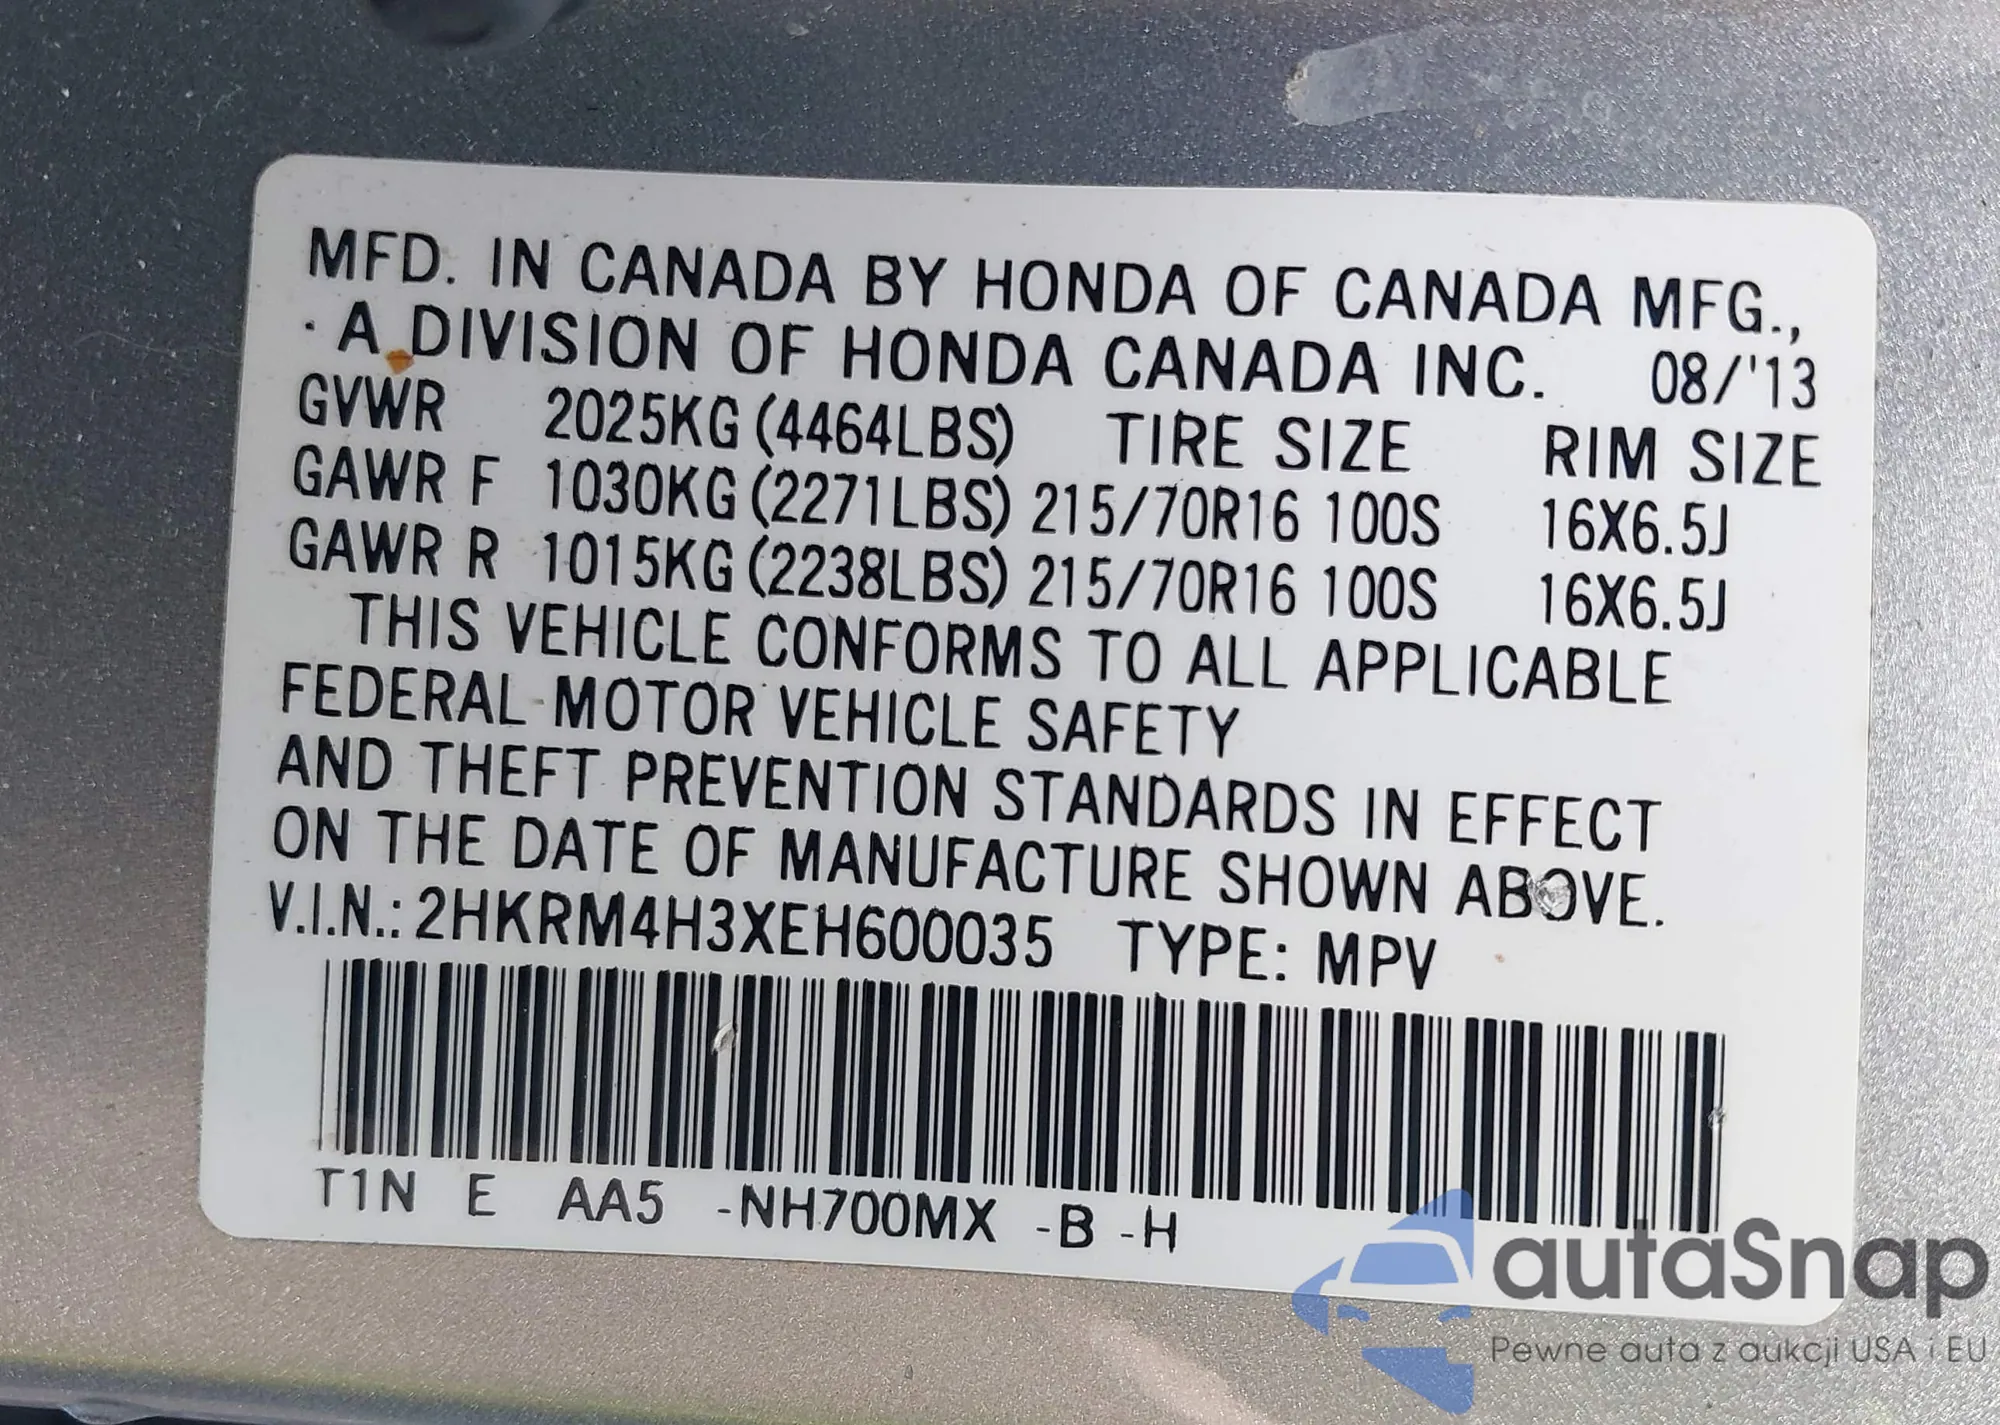 MFD. IN CANADA BY HONDA OF CANADA MFG.,
A DIVISION OF HONDA CANADA INC. 08/'13
GVWR 2025KG (4464LBS) TIRE SIZE RIM SIZE
GAWR F 1030KG (2271LBS) 215/70R16 100S 16X6.5J
GAWR R 1015KG (2238LBS) 215/70R16 100S 16X6.5J
THIS VEHICLE CONFORMS TO ALL APPLICABLE
FEDERAL MOTOR VEHICLE SAFETY
AND THEFT PREVENTION STANDARDS IN EFFECT
ON THE DATE OF MANUFACTURE SHOWN ABOVE.
V.I.N.: 2HKRM4H3XEH600035 TYPE: MPV
T1N E AA5 -NH700MX -B -H
autaSnap
Pewne auta z aukcji USA i EU